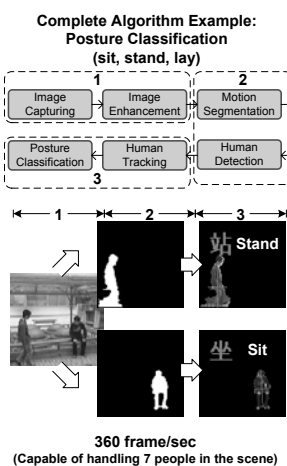 Complete Algorithm Example:
Posture Classification
(sit, stand, lay)
1
2
Image
Capturing
Image
Enhancement
Motion
Segmentation
Posture
Classification
Human
Tracking
Human
Detection
3
1
2
3
站
Stand
坐
Sit
360 frame/sec
(Capable of handling 7 people in the scene)